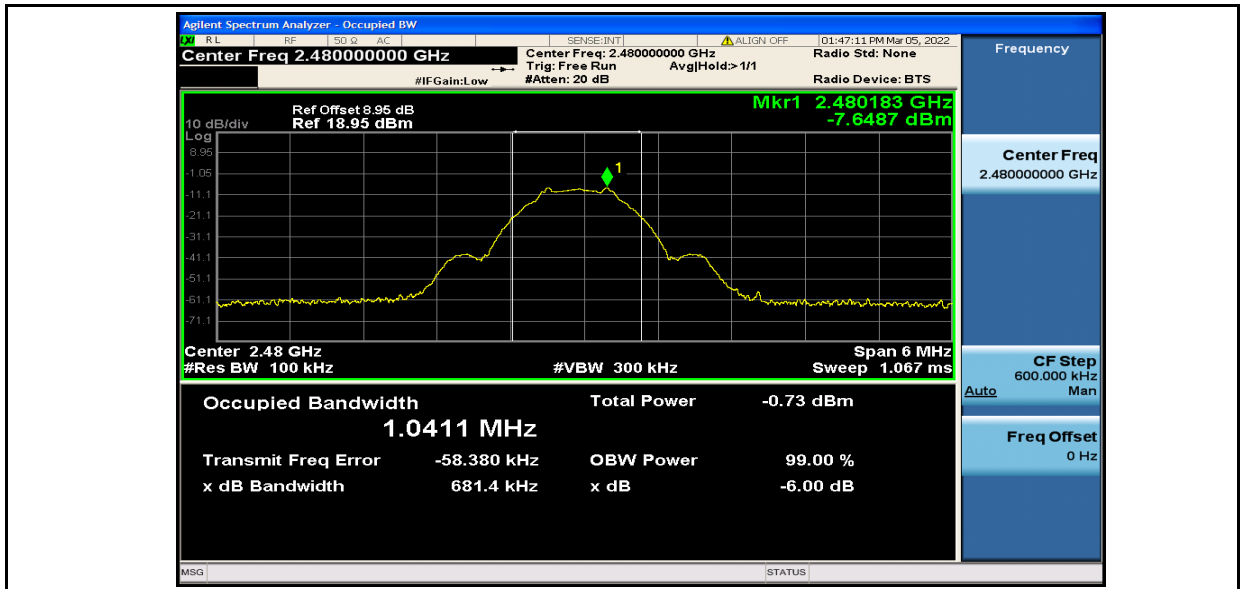 Agilent Spectrum Analyzer - Occupied BW
LXI RL RF 50 Ω AC SENSE:INT ALIGN OFF 01:47:11 PM Mar 05, 2022
Center Freq 2.480000000 GHz
Center Freq: 2.480000000 GHz
Radio Std: None
Trig: Free Run Avg|Hold:>1/1
#IFGain:Low #Atten: 20 dB Radio Device: BTS
Mkr1 2.480183 GHz
-7.6487 dBm
Ref Offset 8.95 dB
10 dB/div Ref 18.95 dBm
Log
8.95
-1.05
-11.1
-21.1
-31.1
-41.1
-51.1
-61.1
-71.1
1
Center 2.48 GHz Span 6 MHz
#Res BW 100 kHz #VBW 300 kHz Sweep 1.067 ms
Occupied Bandwidth Total Power -0.73 dBm
1.0411 MHz
Transmit Freq Error -58.380 kHz OBW Power 99.00 %
x dB Bandwidth 681.4 kHz x dB -6.00 dB
MSG STATUS
Frequency
Center Freq
2.480000000 GHz
CF Step
600.000 kHz
Auto Man
Freq Offset
0 Hz